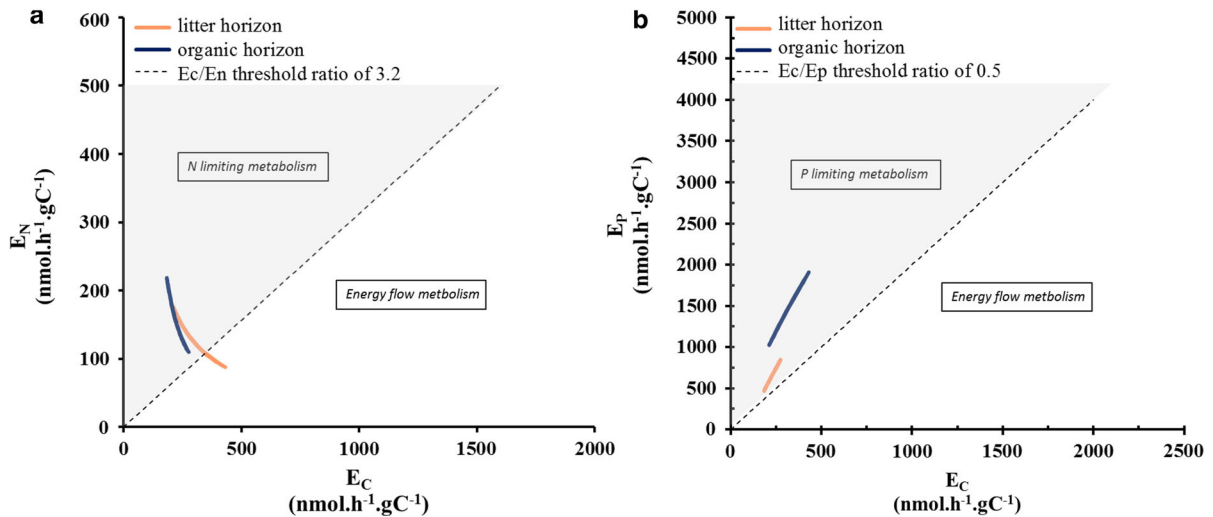 a
litter horizon
organic horizon
Ec/En threshold ratio of 3.2
600
500
400
300
200
100
0
E_N
(nmol.h⁻¹.gC⁻¹)
N limiting metabolism
Energy flow metbolism
0
500
1000
1500
2000
E_C
(nmol.h⁻¹.gC⁻¹)
b
litter horizon
organic horizon
Ec/Ep threshold ratio of 0.5
5000
4500
4000
3500
3000
2500
2000
1500
1000
500
0
E_P
(nmol.h⁻¹.gC⁻¹)
P limiting metabolism
Energy flow metbolism
0
500
1000
1500
2000
2500
E_C
(nmol.h⁻¹.gC⁻¹)